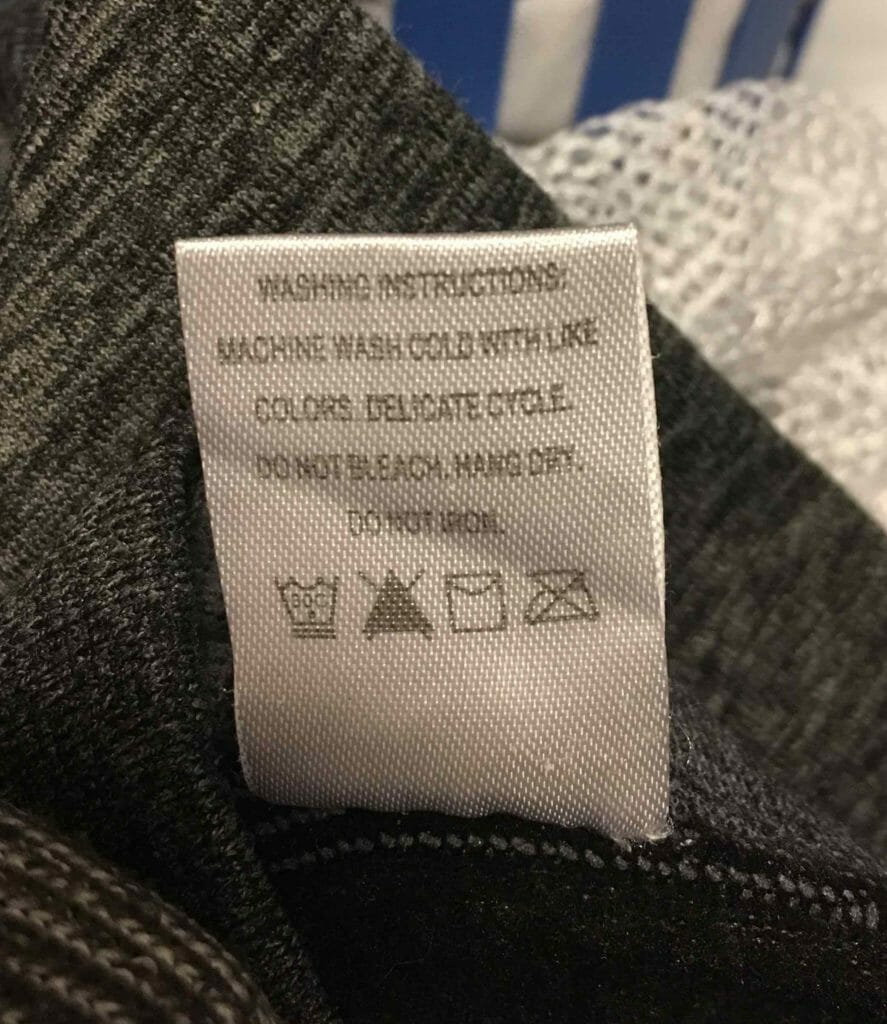 WASHING INSTRUCTIONS:
MACHINE WASH COLD WITH LIKE
COLORS. DELICATE CYCLE.
DO NOT BLEACH. HANG DRY.
DO NOT IRON.